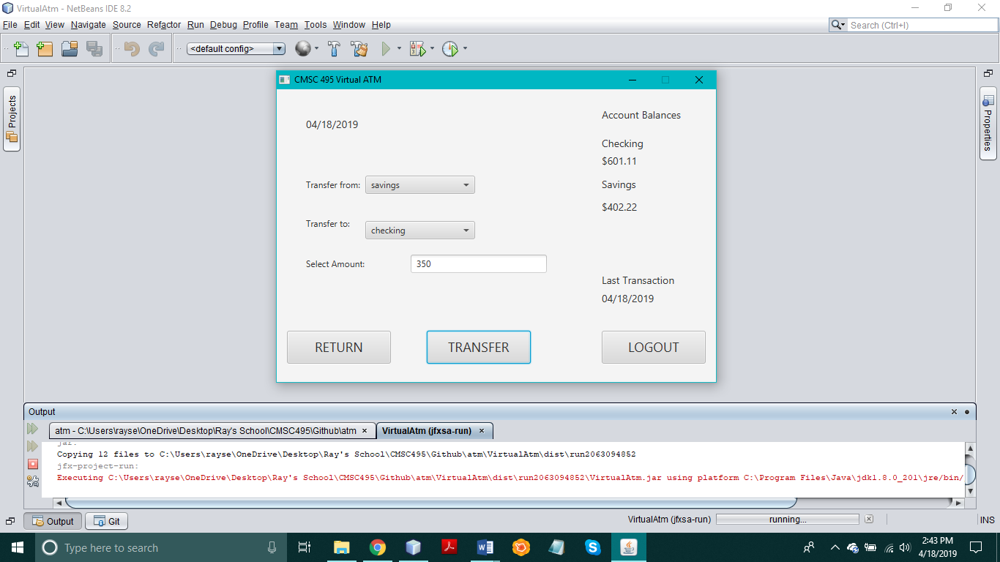 VirtualAtm - NetBeans IDE 8.2
File Edit View Navigate Source Refactor Run Debug Profile Team Tools Window Help
Search (Ctrl+I)
<default config>
Projects
Properties
CMSC 495 Virtual ATM
04/18/2019
Account Balances
Checking
$601.11
Transfer from: savings
Savings
$402.22
Transfer to: checking
Select Amount: 350
Last Transaction
04/18/2019
RETURN TRANSFER LOGOUT
Output
atm - C:\Users\rayse\OneDrive\Desktop\Ray's School\CMSC495\Github\atm
VirtualAtm (jfxsa-run)
jar:
Copying 12 files to C:\Users\rayse\OneDrive\Desktop\Ray's School\CMSC495\Github\atm\VirtualAtm\dist\run2063094852
jfx-project-run:
Executing C:\Users\rayse\OneDrive\Desktop\Ray's School\CMSC495\Github\atm\VirtualAtm\dist\run2063094852\VirtualAtm.jar using platform C:\Program Files\Java\jdk1.8.0_201\jre/bin/
Output Git
VirtualAtm (jfxsa-run) running...
INS
Type here to search
2:43 PM
4/18/2019